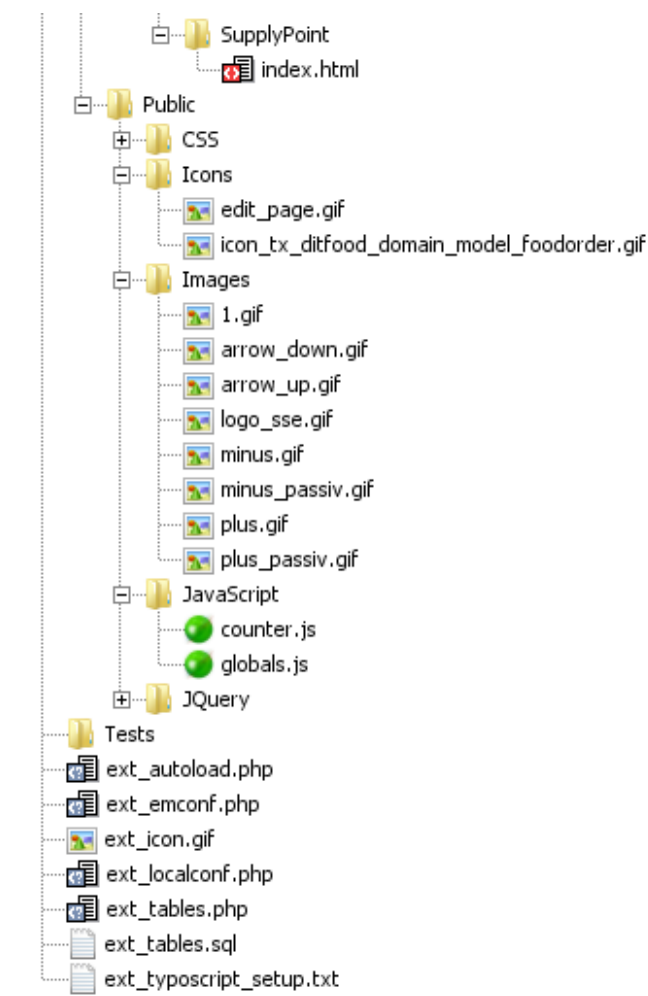 SupplyPoint
index.html
Public
CSS
Icons
edit_page.gif
icon_tx_ditfood_domain_model_foodorder.gif
Images
1.gif
arrow_down.gif
arrow_up.gif
logo_sse.gif
minus.gif
minus_passiv.gif
plus.gif
plus_passiv.gif
JavaScript
counter.js
globals.js
JQuery
Tests
ext_autoload.php
ext_emconf.php
ext_icon.gif
ext_localconf.php
ext_tables.php
ext_tables.sql
ext_typoscript_setup.txt